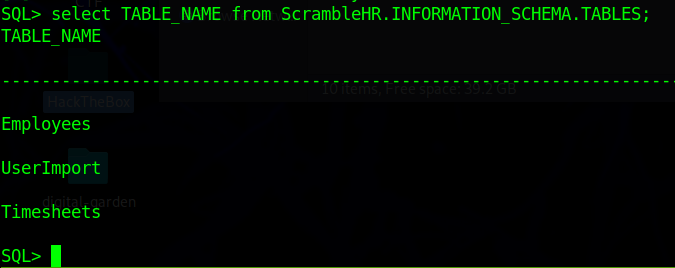 SQL> select TABLE_NAME from ScrambleHR.INFORMATION_SCHEMA.TABLES;
TABLE_NAME
--------------------------------------------------------------------
10 items, Free space: 39.2 GB
HackTheBox
Employees
UserImport
digital_garden
Timesheets
SQL>